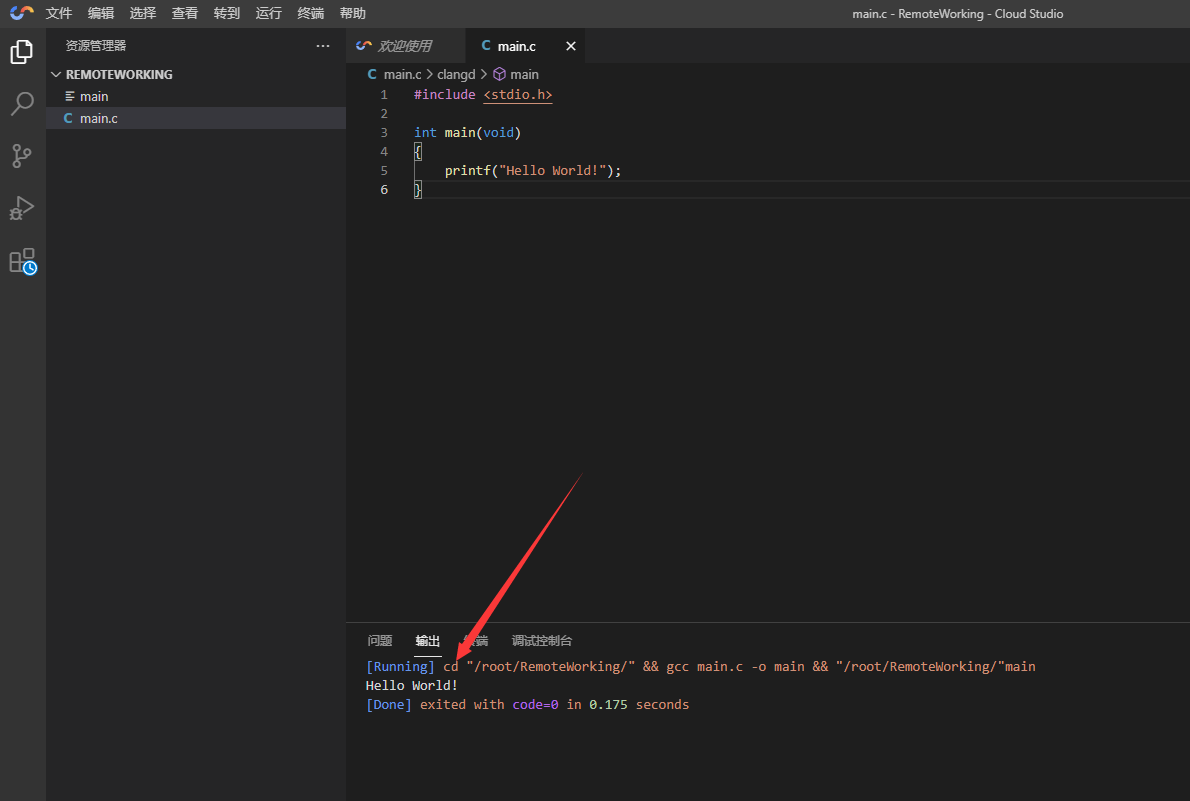 文件 编辑 选择 查看 转到 运行 终端 帮助 main.c - RemoteWorking - Cloud Studio
资源管理器 ···
REMOTEWORKING
main
C main.c
欢迎使用 C main.c
C main.c > clangd > main
1 #include <stdio.h>
2
3 int main(void)
4 {
5 printf("Hello World!");
6 }
问题 输出 终端 调试控制台
[Running] cd "/root/RemoteWorking/" && gcc main.c -o main && "/root/RemoteWorking/"main
Hello World!
[Done] exited with code=0 in 0.175 seconds